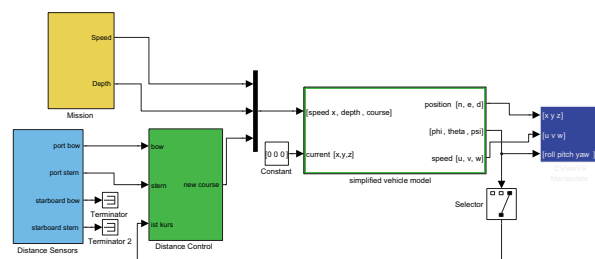 Speed
Depth
Mission
port bow
port stern
starboard bow
starboard stern
Distance Sensors
Terminator
Terminator 2
bow
stern
ist kurs
new course
Distance Control
[0 0 0]
Constant
[speed x, depth , course]
current [x,y,z]
position [n, e, d]
[phi , theta , psi]
speed [u, v, w]
simplified vehicle model
Selector
[x y z]
[u v w]
[roll pitch yaw ]